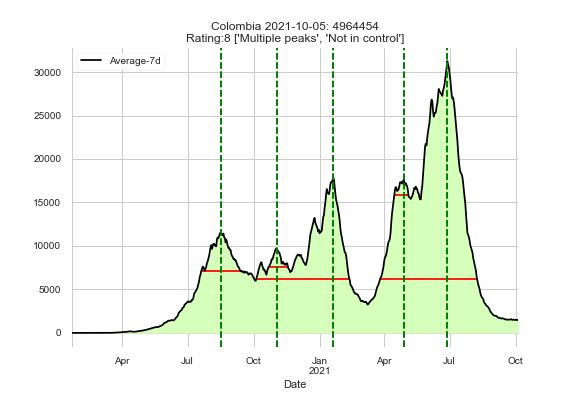 Colombia 2021-10-05: 4964454
Rating:8 ['Multiple peaks', 'Not in control']
Average-7d
30000
25000
20000
15000
10000
5000
0
Apr Jul Oct Jan Apr Jul Oct
2021
Date